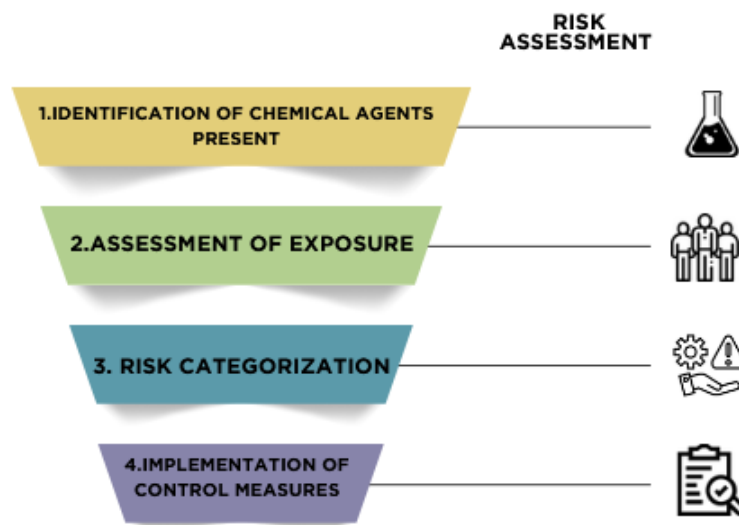 RISK
ASSESSMENT
1.IDENTIFICATION OF CHEMICAL AGENTS
PRESENT
2.ASSESSMENT OF EXPOSURE
3. RISK CATEGORIZATION
4.IMPLEMENTATION OF
CONTROL MEASURES